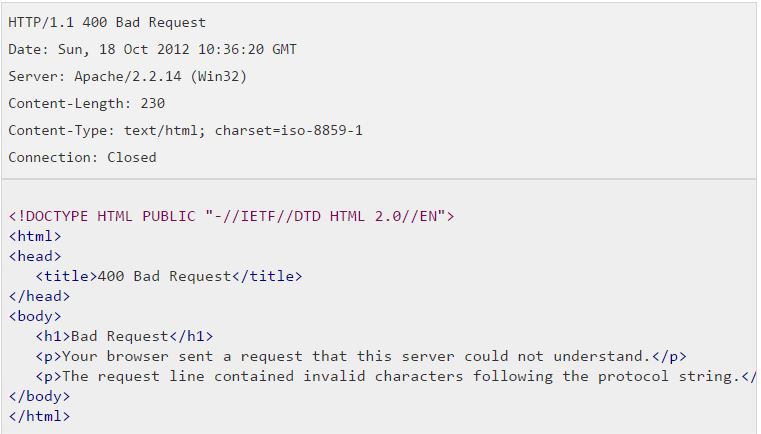 HTTP/1.1 400 Bad Request
Date: Sun, 18 Oct 2012 10:36:20 GMT
Server: Apache/2.2.14 (Win32)
Content-Length: 230
Content-Type: text/html; charset=iso-8859-1
Connection: Closed
<!DOCTYPE HTML PUBLIC "-//IETF//DTD HTML 2.0//EN">
<html>
<head>
<title>400 Bad Request</title>
</head>
<body>
<h1>Bad Request</h1>
<p>Your browser sent a request that this server could not understand.</p>
<p>The request line contained invalid characters following the protocol string.</
</body>
</html>